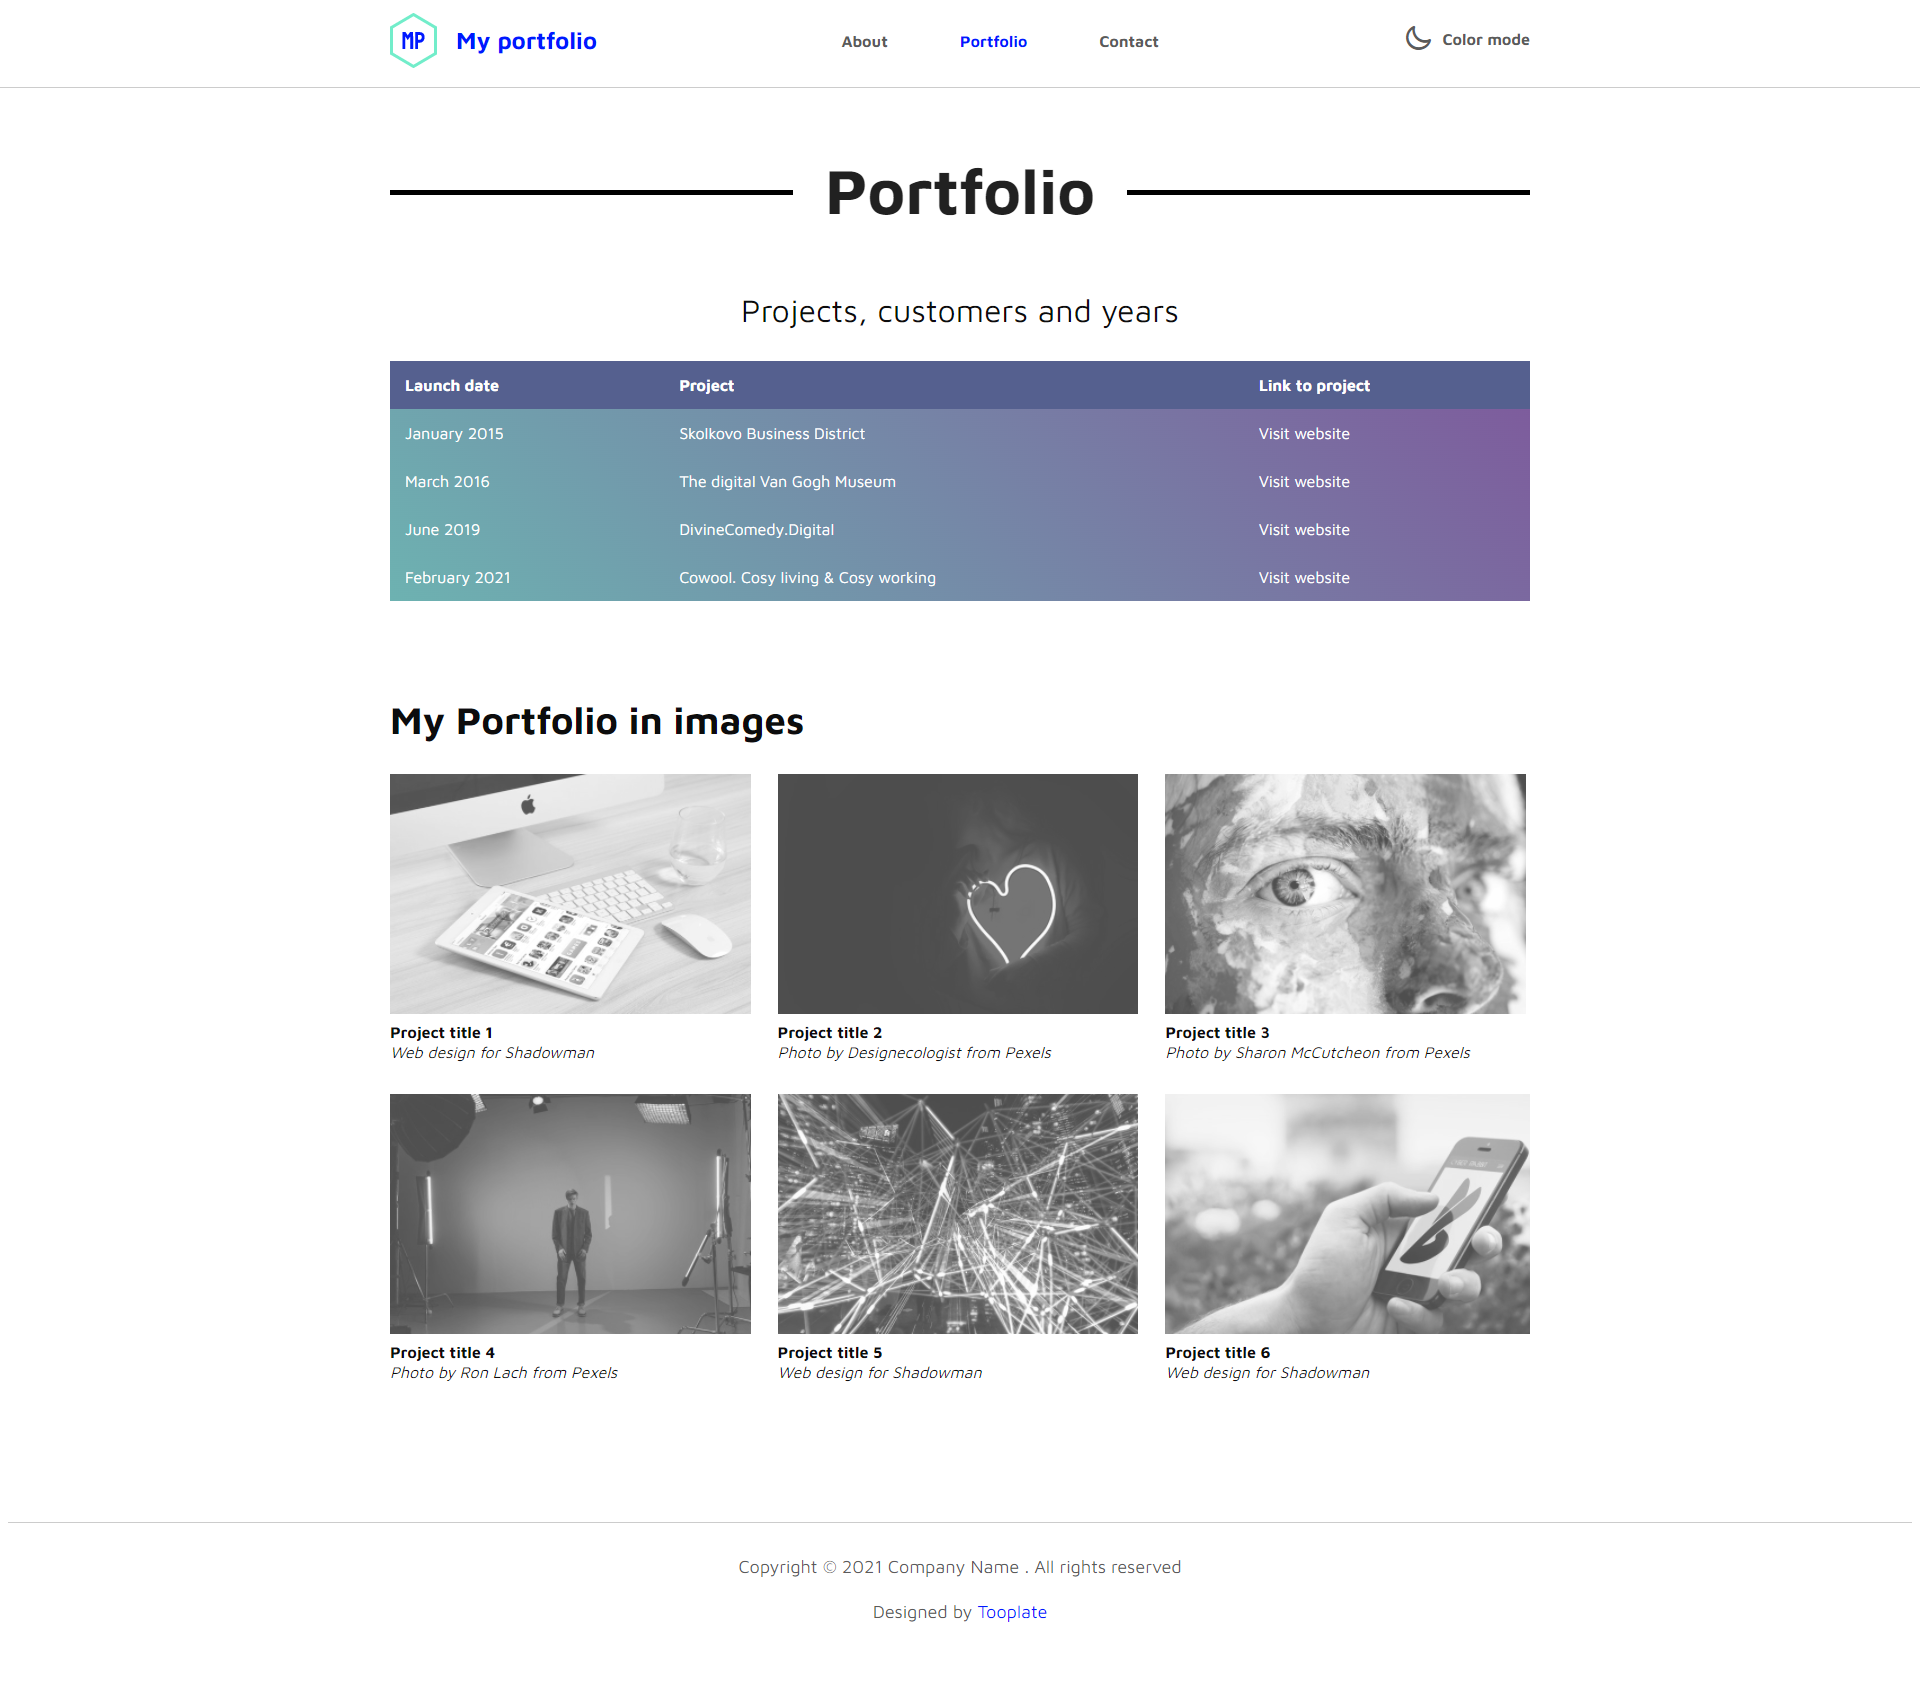 MP My portfolio About Portfolio Contact Color mode
Portfolio
Projects, customers and years
Launch date Project Link to project
January 2015 Skolkovo Business District Visit website
March 2016 The digital Van Gogh Museum Visit website
June 2019 DivineComedy.Digital Visit website
February 2021 Cowool. Cosy living & Cosy working Visit website
My Portfolio in images
Project title 1 Project title 2 Project title 3
Web design for Shadowman Photo by Designecologist from Pexels Photo by Sharon McCutcheon from Pexels
Project title 4 Project title 5 Project title 6
Photo by Ron Lach from Pexels Web design for Shadowman Web design for Shadowman
Copyright © 2021 Company Name . All rights reserved
Designed by Tooplate